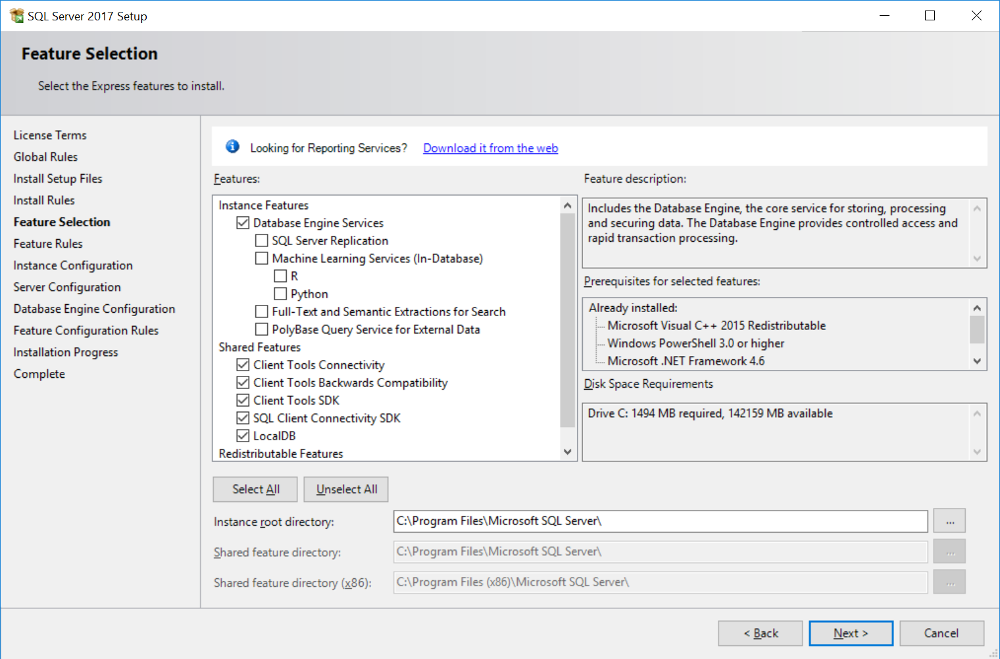 SQL Server 2017 Setup
Feature Selection
Select the Express features to install.
License Terms
Global Rules
Install Setup Files
Install Rules
Feature Selection
Feature Rules
Instance Configuration
Server Configuration
Database Engine Configuration
Feature Configuration Rules
Installation Progress
Complete
Looking for Reporting Services? Download it from the web
Features:
Instance Features
Database Engine Services
SQL Server Replication
Machine Learning Services (In-Database)
R
Python
Full-Text and Semantic Extractions for Search
PolyBase Query Service for External Data
Shared Features
Client Tools Connectivity
Client Tools Backwards Compatibility
Client Tools SDK
SQL Client Connectivity SDK
LocalDB
Redistributable Features
Feature description:
Includes the Database Engine, the core service for storing, processing
and securing data. The Database Engine provides controlled access and
rapid transaction processing.
Prerequisites for selected features:
Already installed:
Microsoft Visual C++ 2015 Redistributable
Windows PowerShell 3.0 or higher
Microsoft .NET Framework 4.6
Disk Space Requirements
Drive C: 1494 MB required, 142159 MB available
Select All Unselect All
Instance root directory: C:\Program Files\Microsoft SQL Server\ ...
Shared feature directory: C:\Program Files\Microsoft SQL Server\ ...
Shared feature directory (x86): C:\Program Files (x86)\Microsoft SQL Server\ ...
< Back Next > Cancel